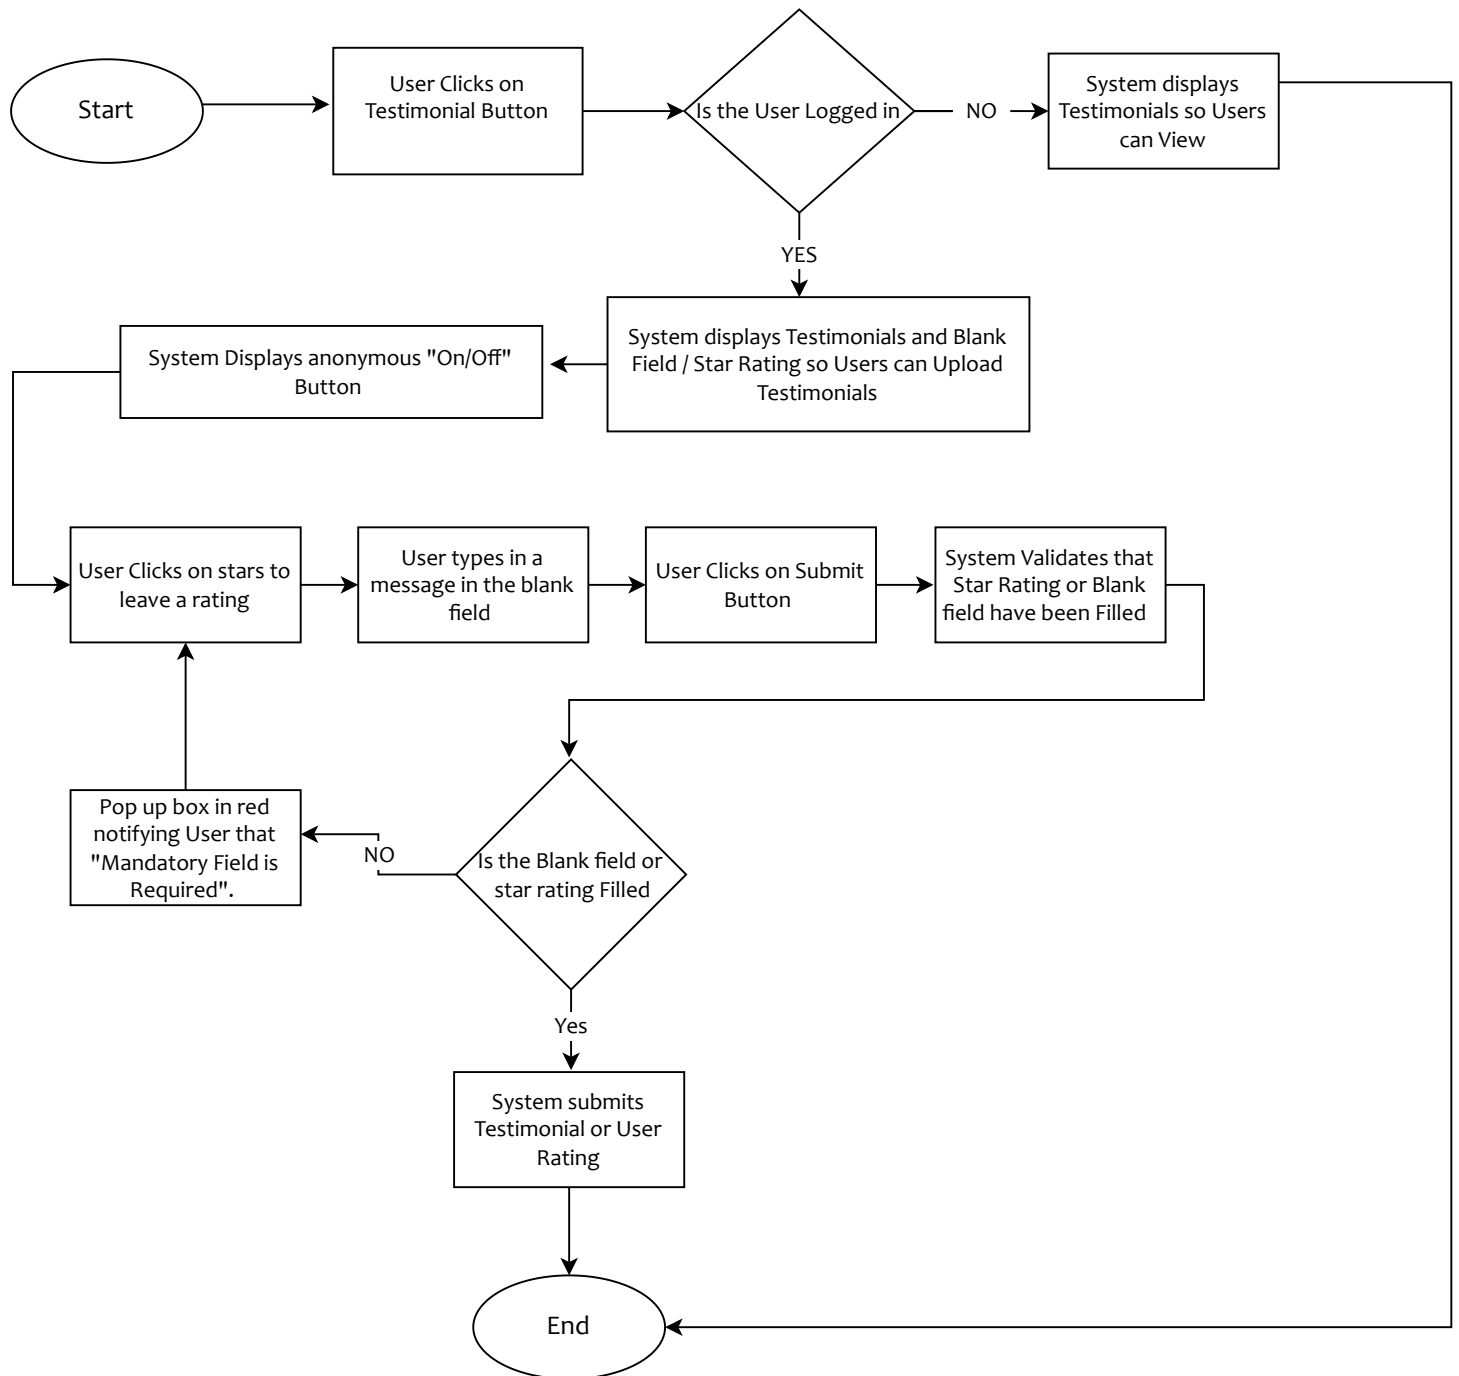 Start
User Clicks on
Testimonial Button
Is the User Logged in
NO
System displays
Testimonials so Users
can View
YES
System displays Testimonials and Blank
Field / Star Rating so Users can Upload
Testimonials
System Displays anonymous "On/Off"
Button
User Clicks on stars to
leave a rating
User types in a
message in the blank
field
User Clicks on Submit
Button
System Validates that
Star Rating or Blank
field have been Filled
Is the Blank field or
star rating Filled
NO
Pop up box in red
notifying User that
"Mandatory Field is
Required".
Yes
System submits
Testimonial or User
Rating
End